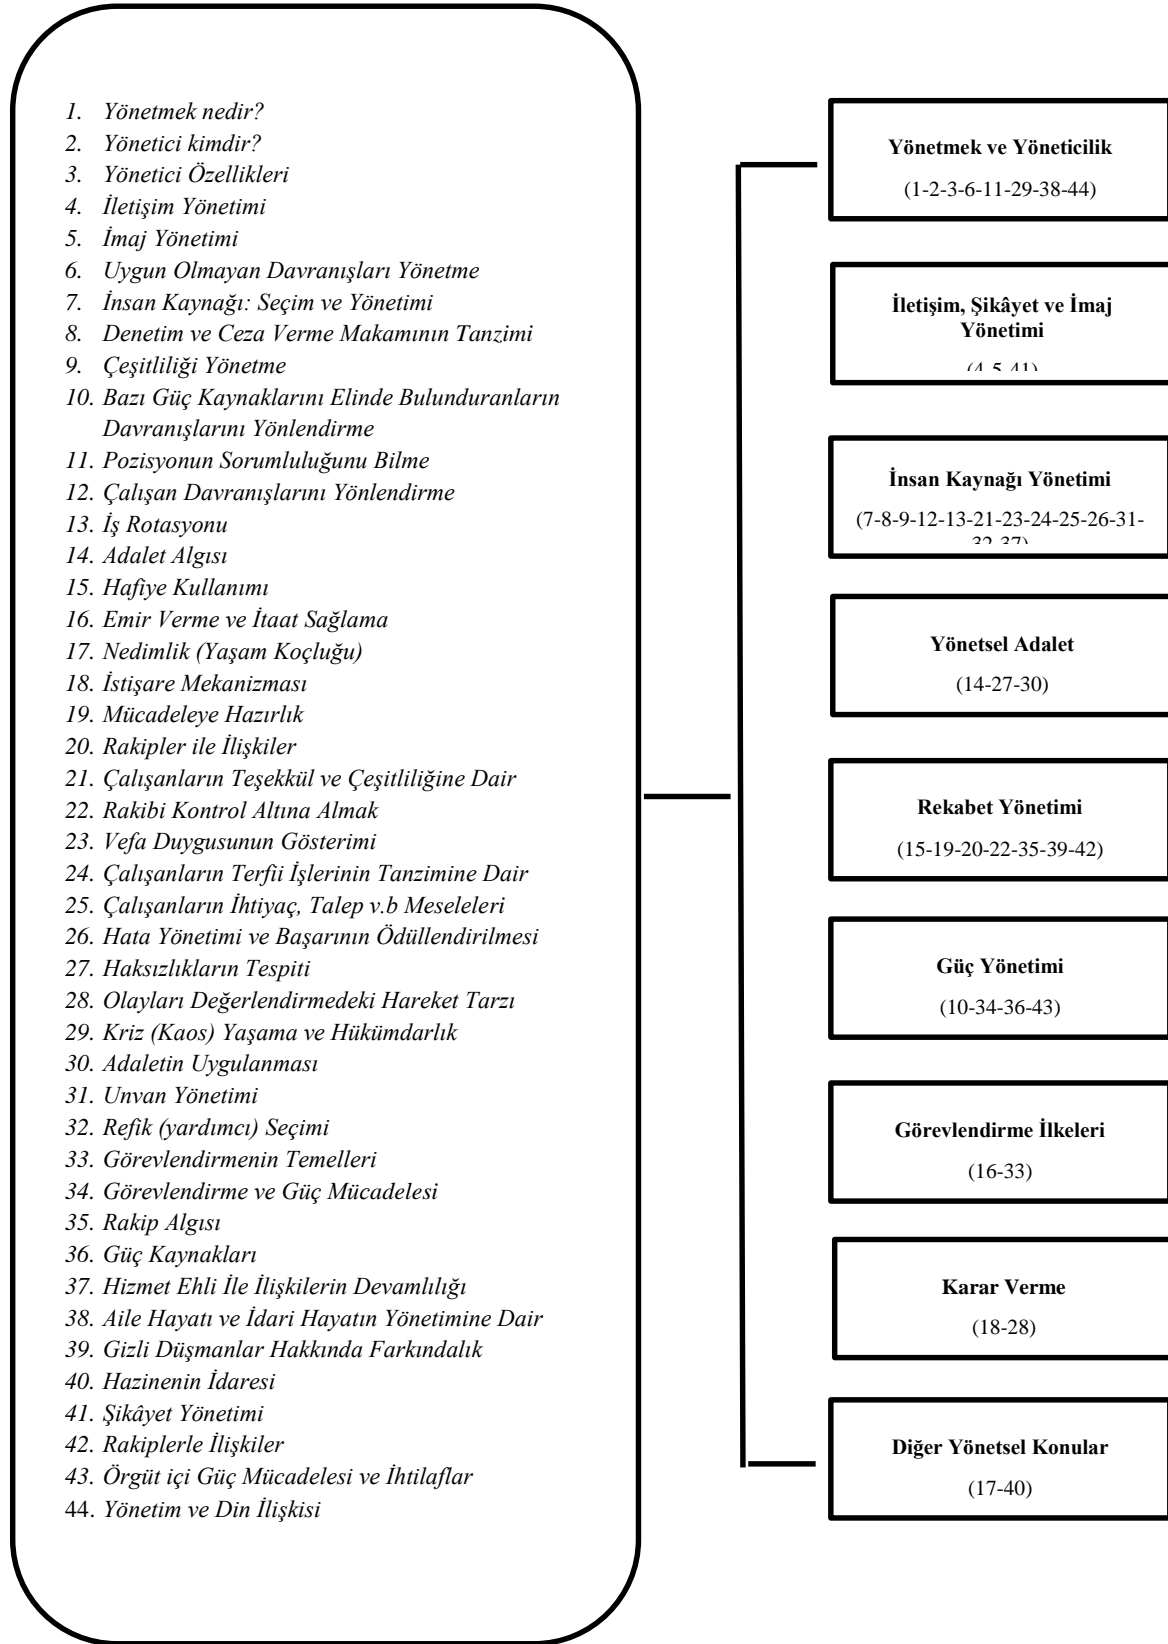 1. Yönetmek nedir?
2. Yönetici kimdir?
3. Yönetici Özellikleri
4. İletişim Yönetimi
5. İmaj Yönetimi
6. Uygun Olmayan Davranışları Yönetme
7. İnsan Kaynağı: Seçim ve Yönetimi
8. Denetim ve Ceza Verme Makamının Tanzimi
9. Çeşitliliği Yönetme
10. Bazı Güç Kaynaklarını Elinde Bulunduranların
Davranışlarını Yönlendirme
11. Pozisyonun Sorumluluğunu Bilme
12. Çalışan Davranışlarını Yönlendirme
13. İş Rotasyonu
14. Adalet Algısı
15. Hafiye Kullanımı
16. Emir Verme ve İtaat Sağlama
17. Nedimlik (Yaşam Koçluğu)
18. İstişare Mekanizması
19. Mücadeleye Hazırlık
20. Rakipler ile İlişkiler
21. Çalışanların Teşekkül ve Çeşitliliğine Dair
22. Rakibi Kontrol Altına Almak
23. Vefa Duygusunun Gösterimi
24. Çalışanların Terfii İşlerinin Tanzimine Dair
25. Çalışanların İhtiyaç, Talep v.b Meseleleri
26. Hata Yönetimi ve Başarının Ödüllendirilmesi
27. Haksızlıkların Tespiti
28. Olayları Değerlendirmedeki Hareket Tarzı
29. Kriz (Kaos) Yaşama ve Hükümdarlık
30. Adaletin Uygulanması
31. Unvan Yönetimi
32. Refik (yardımcı) Seçimi
33. Görevlendirmenin Temelleri
34. Görevlendirme ve Güç Mücadelesi
35. Rakip Algısı
36. Güç Kaynakları
37. Hizmet Ehli İle İlişkilerin Devamlılığı
38. Aile Hayatı ve İdari Hayatın Yönetimine Dair
39. Gizli Düşmanlar Hakkında Farkındalık
40. Hazinenin İdaresi
41. Şikâyet Yönetimi
42. Rakiplerle İlişkiler
43. Örgüt içi Güç Mücadelesi ve İhtilaflar
44. Yönetim ve Din İlişkisi
Yönetmek ve Yöneticilik
(1-2-3-6-11-29-38-44)
İletişim, Şikâyet ve İmaj
Yönetimi
(4-5-41)
İnsan Kaynağı Yönetimi
(7-8-9-12-13-21-23-24-25-26-31-
32-37)
Yönetsel Adalet
(14-27-30)
Rekabet Yönetimi
(15-19-20-22-35-39-42)
Güç Yönetimi
(10-34-36-43)
Görevlendirme İlkeleri
(16-33)
Karar Verme
(18-28)
Diğer Yönetsel Konular
(17-40)